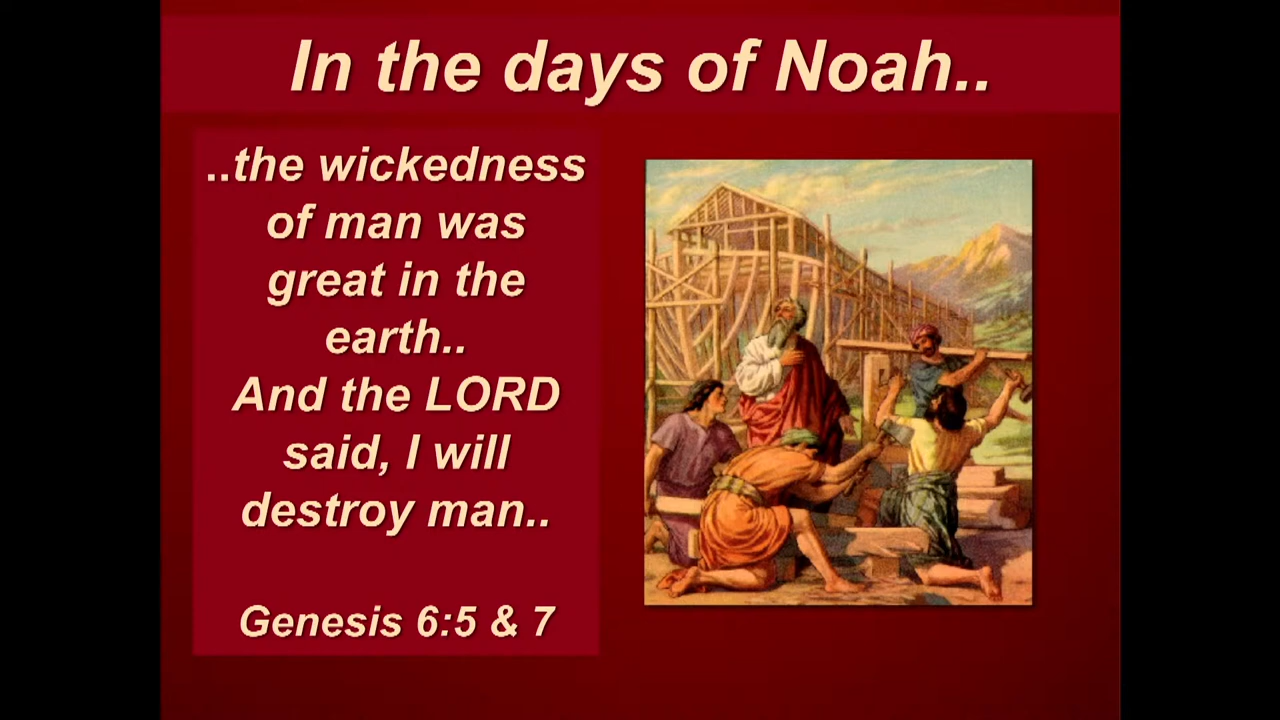 In the days of Noah..
..the wickedness
of man was
great in the
earth..
And the LORD
said, I will
destroy man..
Genesis 6:5 & 7